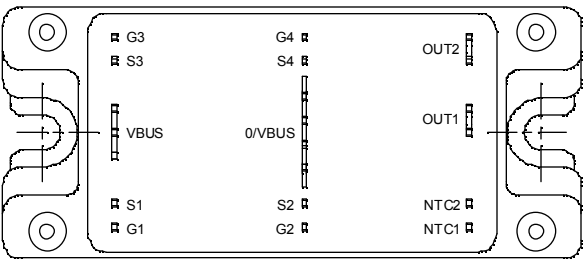 G3 G4
OUT2
S3 S4
OUT1
VBUS 0/VBUS
S1 S2 NTC2
G1 G2 NTC1